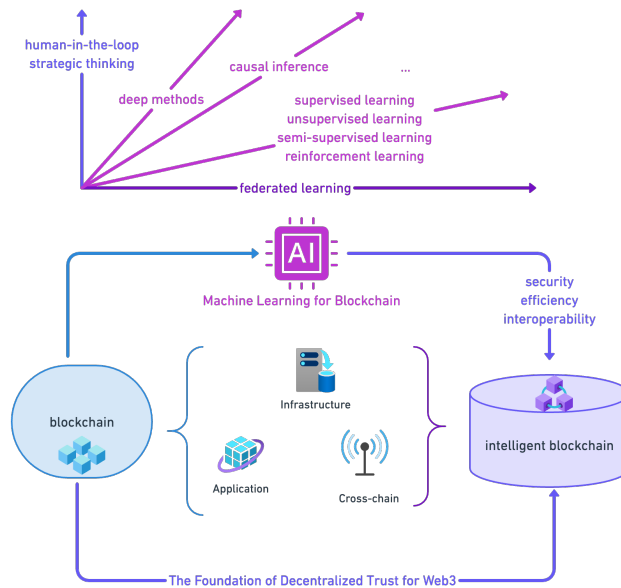 human-in-the-loop
strategic thinking
deep methods
causal inference
...
supervised learning
unsupervised learning
semi-supervised learning
reinforcement learning
federated learning
AI
Machine Learning for Blockchain
security
efficiency
interoperability
blockchain
Infrastructure
Application
Cross-chain
intelligent blockchain
The Foundation of Decentralized Trust for Web3